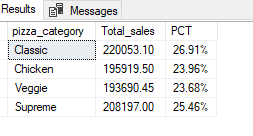 Results Messages
pizza_category Total_sales PCT
Classic 220053.10 26.91%
Chicken 195919.50 23.96%
Veggie 193690.45 23.68%
Supreme 208197.00 25.46%